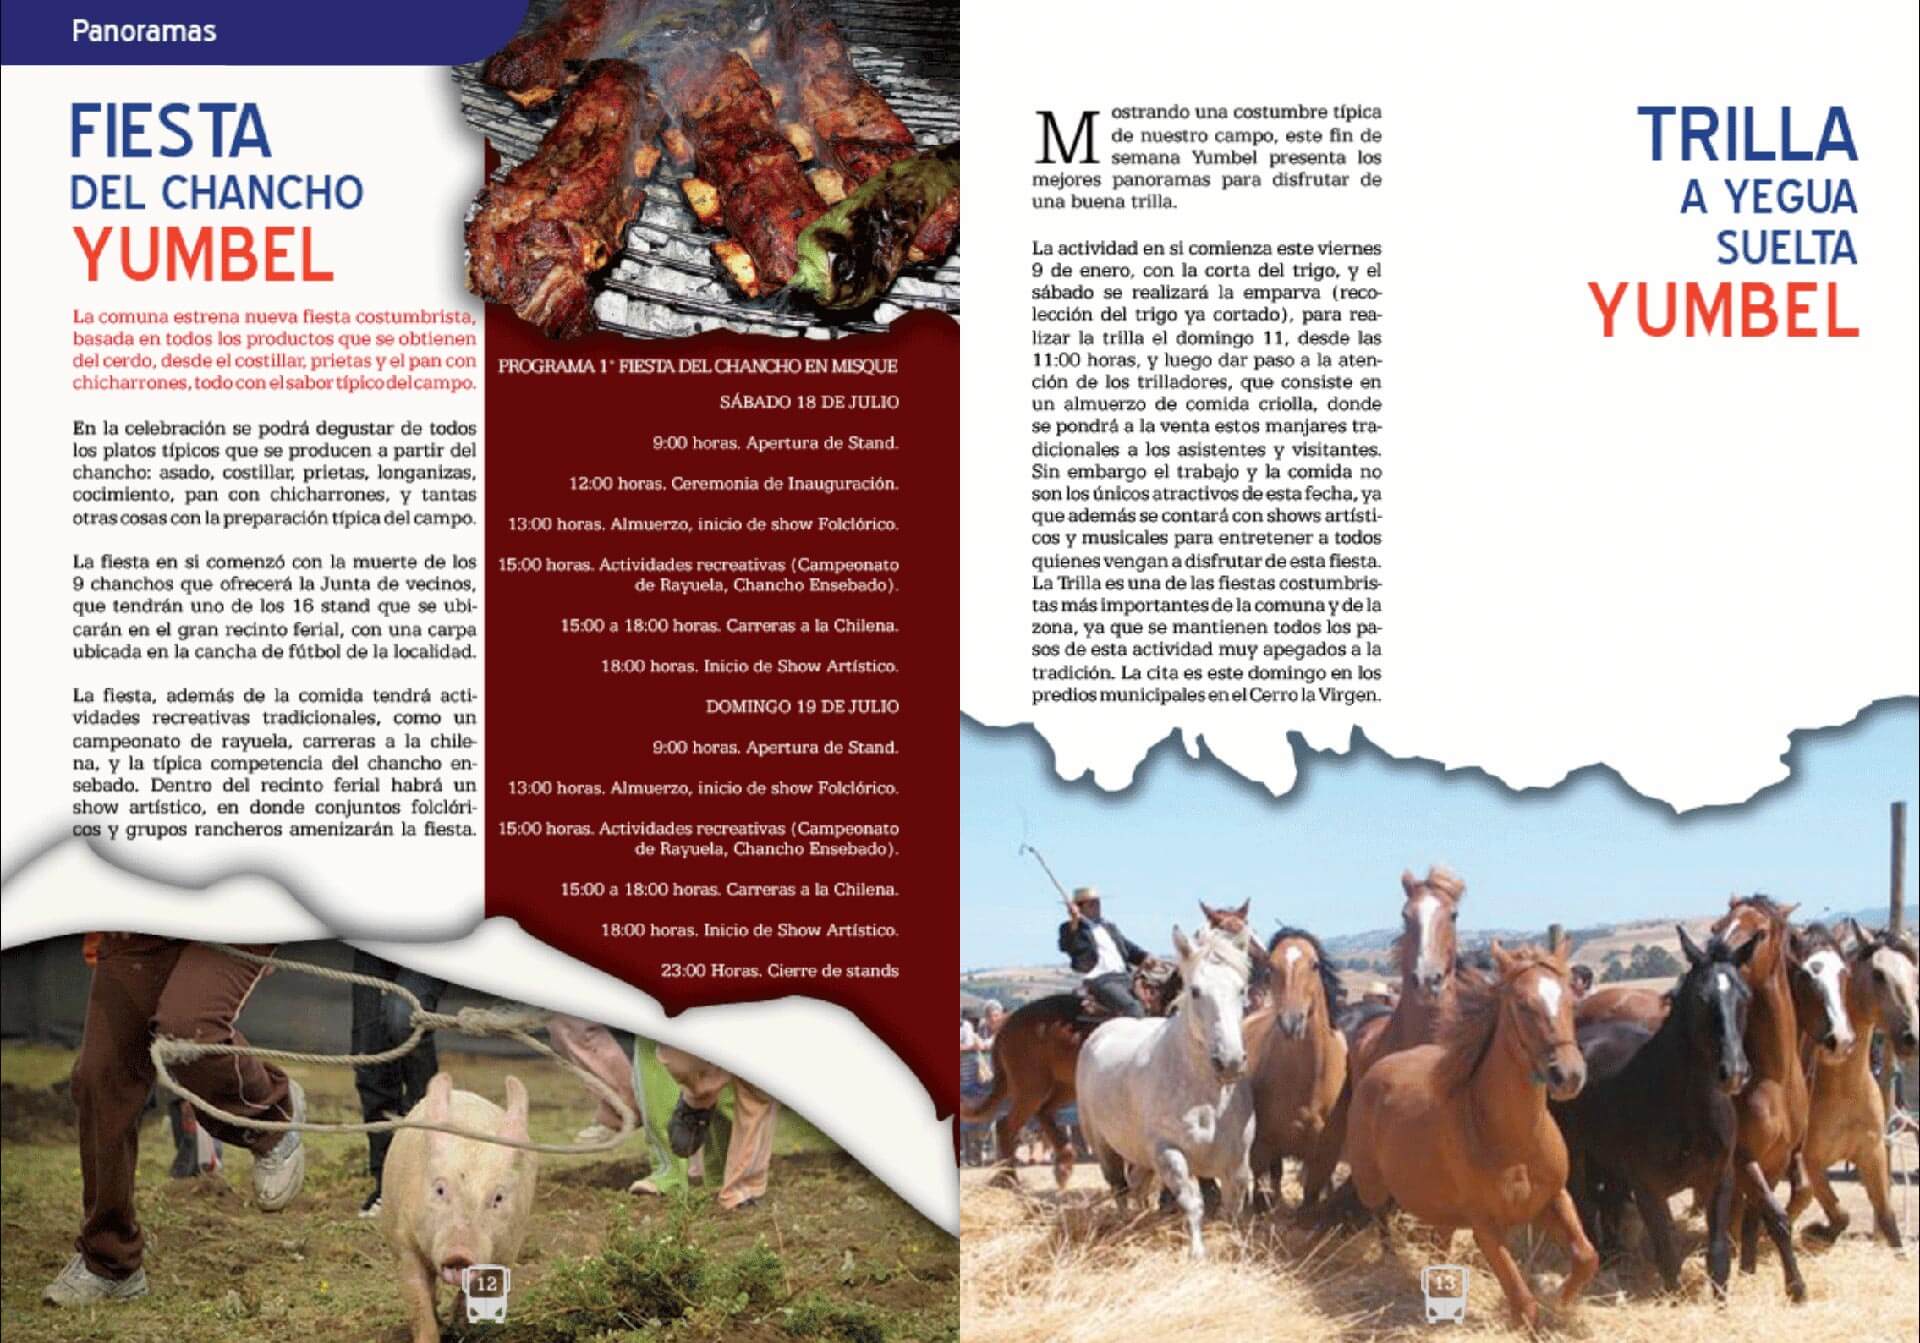 Panoramas
FIESTA
DEL CHANCHO
YUMBEL
La comuna estrena nueva fiesta costumbrista,
basada en todos los productos que se obtienen
del cerdo, desde el costillar, prietas y el pan con
chicharrones, todo con el sabor típico del campo.
En la celebración se podrá degustar de todos
los platos típicos que se producen a partir del
chancho: asado, costillar, prietas, longanizas,
cocimiento, pan con chicharrones, y tantas
otras cosas con la preparación típica del campo.
La fiesta en si comenzó con la muerte de los
9 chanchos que ofrecerá la Junta de vecinos,
que tendrán uno de los 16 stand que se ubi-
carán en el gran recinto ferial, con una carpa
ubicada en la cancha de fútbol de la localidad.
La fiesta, además de la comida tendrá acti-
vidades recreativas tradicionales, como un
campeonato de rayuela, carreras a la chile-
na, y la típica competencia del chancho en-
sebado. Dentro del recinto ferial habrá un
show artístico, en donde conjuntos folclóri-
cos y grupos rancheros amenizarán la fiesta.
PROGRAMA 1° FIESTA DEL CHANCHO EN MISQUE
SÁBADO 18 DE JULIO
9:00 horas. Apertura de Stand.
12:00 horas. Ceremonia de Inauguración.
13:00 horas. Almuerzo, inicio de show Folclórico.
15:00 horas. Actividades recreativas (Campeonato
de Rayuela, Chancho Ensebado).
15:00 a 18:00 horas. Carreras a la Chilena.
18:00 horas. Inicio de Show Artístico.
DOMINGO 19 DE JULIO
9:00 horas. Apertura de Stand.
13:00 horas. Almuerzo, inicio de show Folclórico.
15:00 horas. Actividades recreativas (Campeonato
de Rayuela, Chancho Ensebado).
15:00 a 18:00 horas. Carreras a la Chilena.
18:00 horas. Inicio de Show Artístico.
23:00 Horas. Cierre de stands
12
TRILLA
A YEGUA
SUELTA
YUMBEL
Mostrando una costumbre típica
de nuestro campo, este fin de
semana Yumbel presenta los
mejores panoramas para disfrutar de
una buena trilla.
La actividad en si comienza este viernes
9 de enero, con la corta del trigo, y el
sábado se realizará la emparva (reco-
lección del trigo ya cortado), para rea-
lizar la trilla el domingo 11, desde las
11:00 horas, y luego dar paso a la aten-
ción de los trilladores, que consiste en
un almuerzo de comida criolla, donde
se pondrá a la venta estos manjares tra-
dicionales a los asistentes y visitantes.
Sin embargo el trabajo y la comida no
son los únicos atractivos de esta fecha, ya
que además se contará con shows artísti-
cos y musicales para entretener a todos
quienes vengan a disfrutar de esta fiesta.
La Trilla es una de las fiestas costumbris-
tas más importantes de la comuna y de la
zona, ya que se mantienen todos los pa-
sos de esta actividad muy apegados a la
tradición. La cita es este domingo en los
predios municipales en el Cerro la Virgen.
13